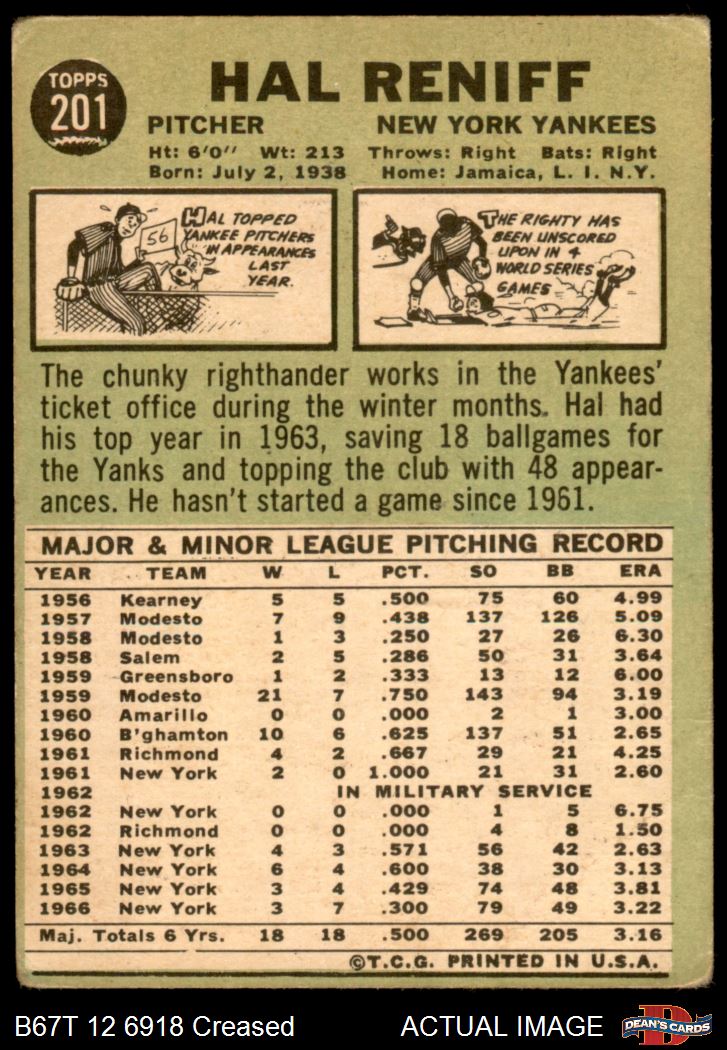 TOPPS
201
HAL RENIFF
PITCHER NEW YORK YANKEES
Ht: 6'0" Wt: 213 Throws: Right Bats: Right
Born: July 2, 1938 Home: Jamaica, L. I. N.Y.
56
HAL TOPPED
YANKEE PITCHERS
IN APPEARANCES
LAST
YEAR.
THE RIGHTY HAS
BEEN UNSCORED
UPON IN 4
WORLD SERIES
GAMES
The chunky righthander works in the Yankees'
ticket office during the winter months. Hal had
his top year in 1963, saving 18 ballgames for
the Yanks and topping the club with 48 appear-
ances. He hasn't started a game since 1961.
MAJOR & MINOR LEAGUE PITCHING RECORD
YEAR TEAM W L PCT. SO BB ERA
1956 Kearney 5 5 .500 75 60 4.99
1957 Modesto 7 9 .438 137 126 5.09
1958 Modesto 1 3 .250 27 26 6.30
1958 Salem 2 5 .286 50 31 3.64
1959 Greensboro 1 2 .333 13 12 6.00
1959 Modesto 21 7 .750 143 94 3.19
1960 Amarillo 0 0 .000 2 1 3.00
1960 B'ghamton 10 6 .625 137 51 2.65
1961 Richmond 4 2 .667 29 21 4.25
1961 New York 2 0 1.000 21 31 2.60
1962 IN MILITARY SERVICE
1962 New York 0 0 .000 1 5 6.75
1962 Richmond 0 0 .000 4 8 1.50
1963 New York 4 3 .571 56 42 2.63
1964 New York 6 4 .600 38 30 3.13
1965 New York 3 4 .429 74 48 3.81
1966 New York 3 7 .300 79 49 3.22
Maj. Totals 6 Yrs. 18 18 .500 269 205 3.16
©T.C.G. PRINTED IN U.S.A.
B67T 12 6918 Creased ACTUAL IMAGE
D
DEAN'S CARDS